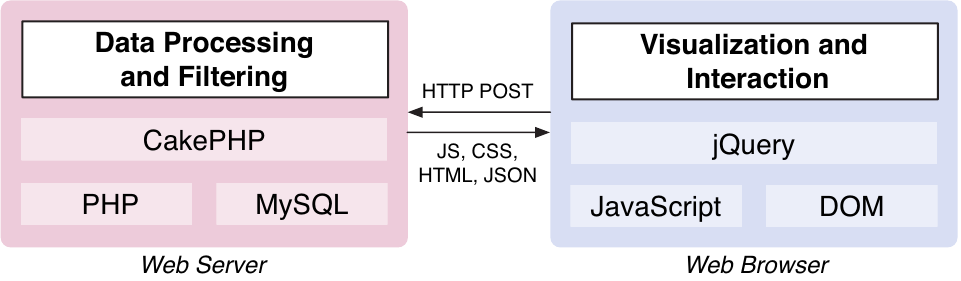 Data Processing
and Filtering
CakePHP
PHP
MySQL
Web Server
HTTP POST
JS, CSS,
HTML, JSON
Visualization and
Interaction
jQuery
JavaScript
DOM
Web Browser